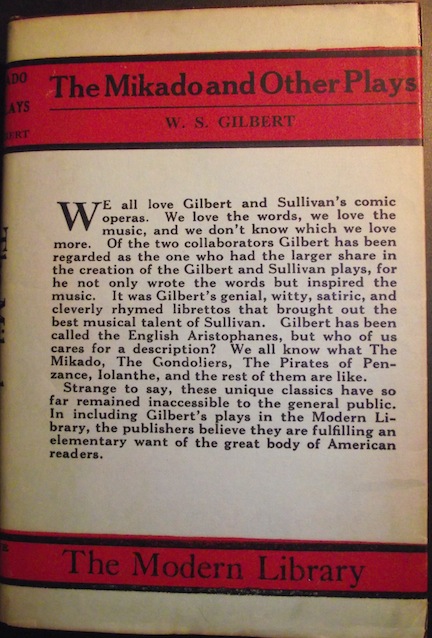 ADO
The Mikado and Other Plays
AYS
BERT
W. S. GILBERT
WE all love Gilbert and Sullivan's comic
operas. We love the words, we love the
music, and we don't know which we love
more. Of the two collaborators Gilbert has been
regarded as the one who had the larger share in
the creation of the Gilbert and Sullivan plays, for
he not only wrote the words but inspired the
music. It was Gilbert's genial, witty, satiric, and
cleverly rhymed librettos that brought out the
best musical talent of Sullivan. Gilbert has been
called the English Aristophanes, but who of us
cares for a description? We all know what The
Mikado, The Gondoliers, The Pirates of Pen-
zance, Iolanthe, and the rest of them are like.
Strange to say, these unique classics have so
far remained inaccessible to the general public.
In including Gilbert's plays in the Modern Li-
brary, the publishers believe they are fulfilling an
elementary want of the great body of American
readers.
The Modern Library